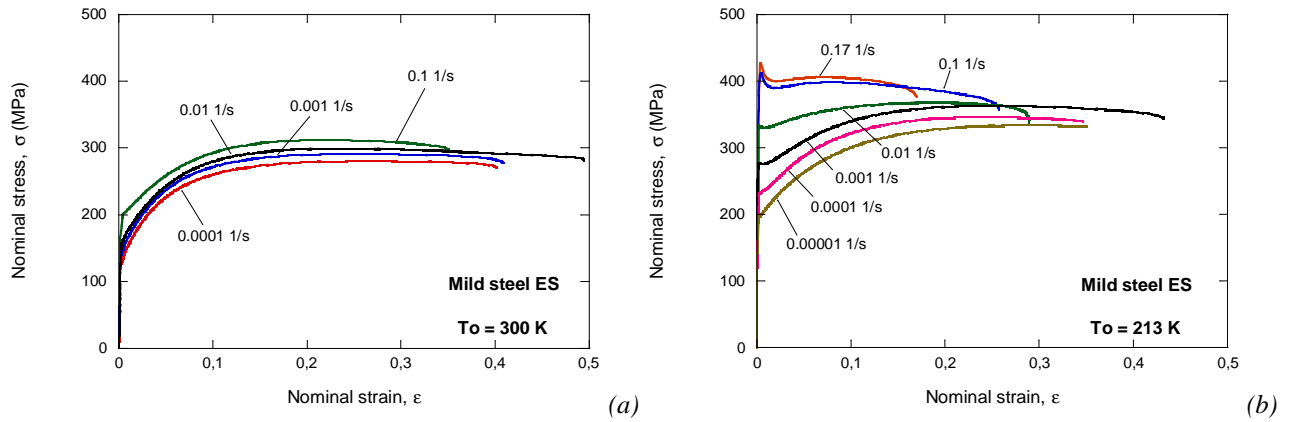 500
400
300
200
100
0
Nominal stress, σ (MPa)
0.1 1/s
0.01 1/s
0.001 1/s
0.0001 1/s
Mild steel ES
To = 300 K
0
0,1
0,2
0,3
0,4
0,5
Nominal strain, ε
(a)
500
400
300
200
100
0
Nominal stress, σ (MPa)
0.17 1/s
0.1 1/s
0.01 1/s
0.001 1/s
0.0001 1/s
0.00001 1/s
Mild steel ES
To = 213 K
0
0,1
0,2
0,3
0,4
0,5
Nominal strain, ε
(b)